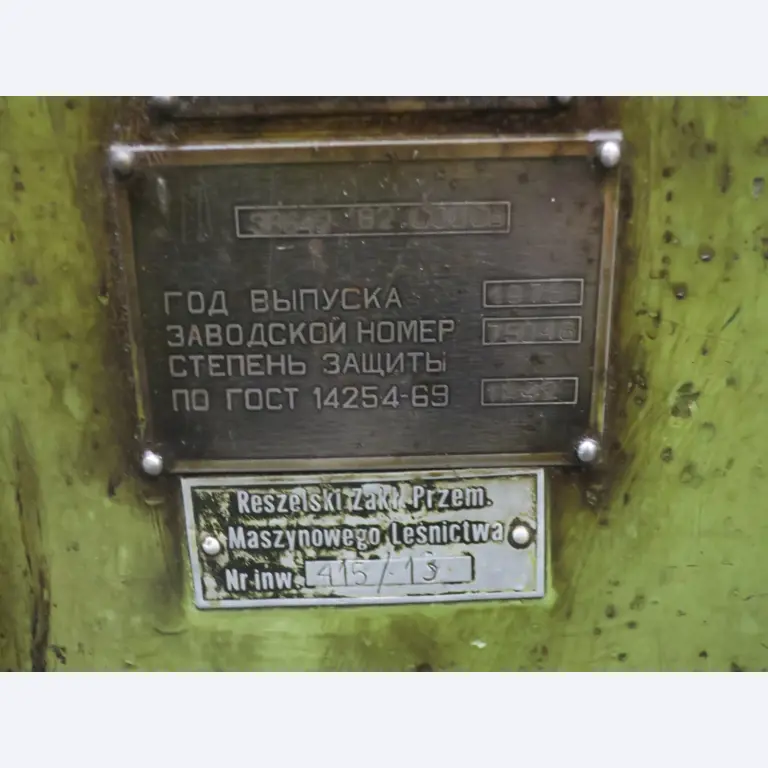 ГОД ВЫПУСКА 1975
ЗАВОДСКОЙ НОМЕР
СТЕПЕНЬ ЗАЩИТЫ
ПО ГОСТ 14254-69
Reszelski Zakł. Przem.
Maszynowego Leśnictwa
Nr inw. 415/13